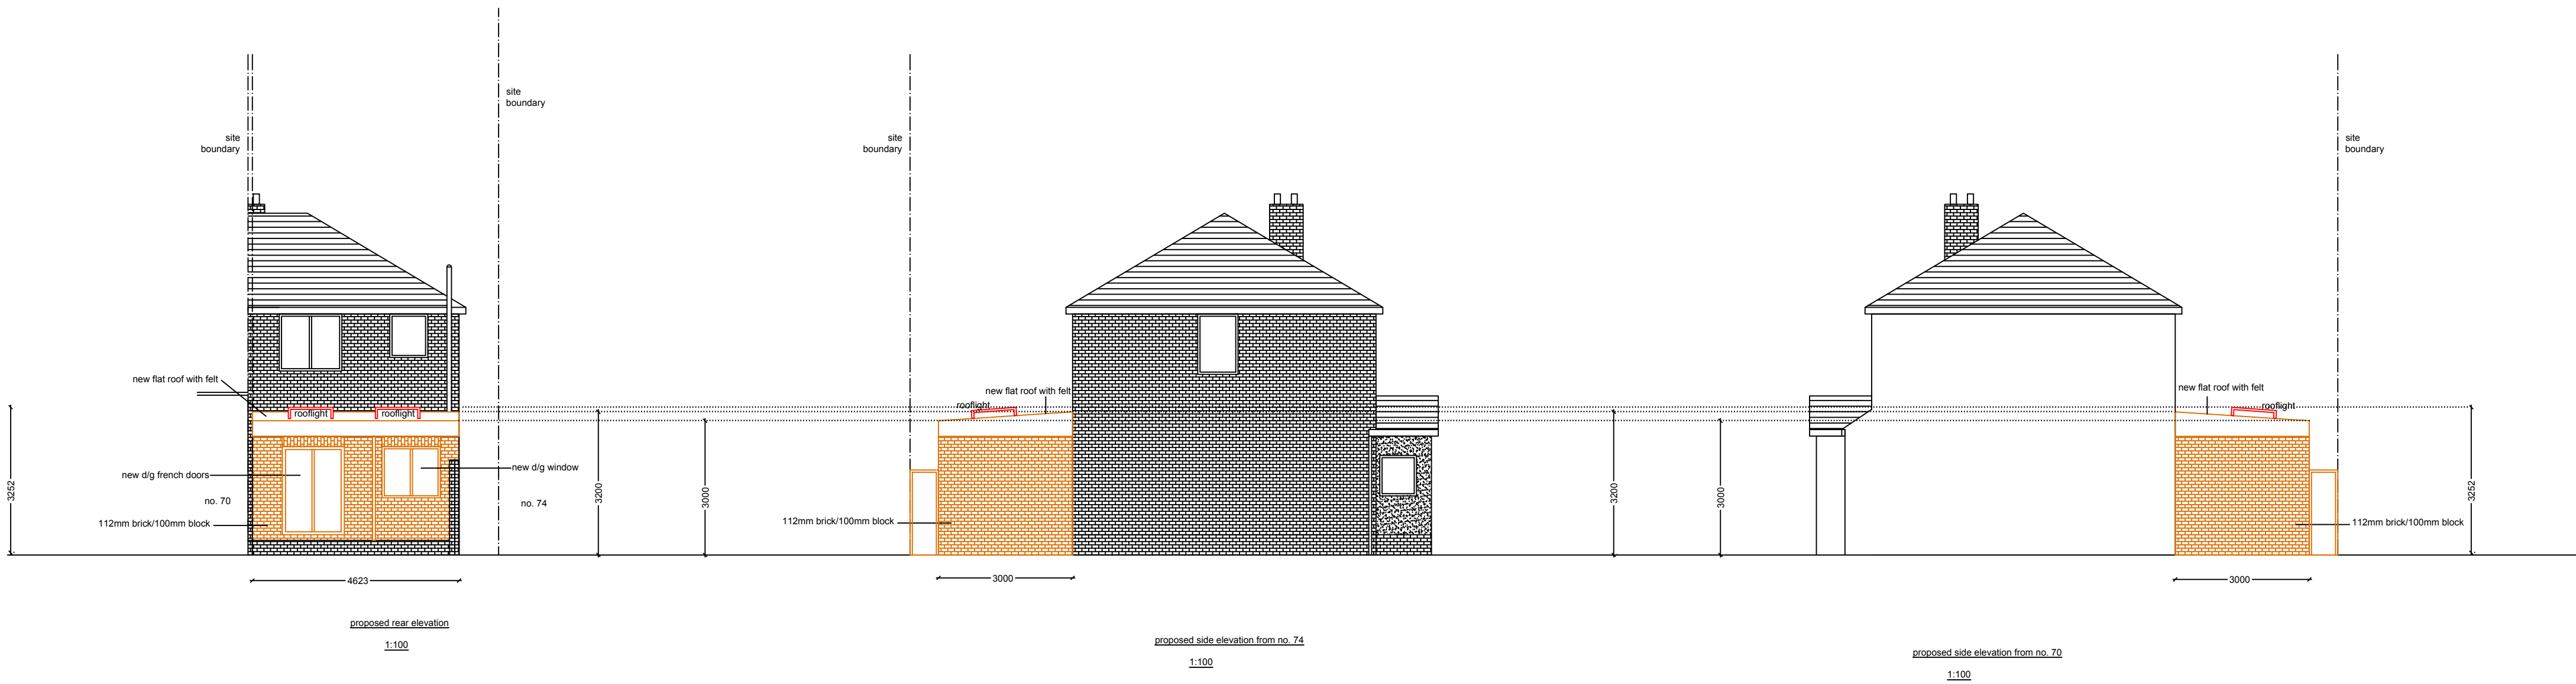 site
boundary
site
boundary
new flat roof with felt
rooflight
rooflight
new d/g french doors
new d/g window
no. 70
no. 74
112mm brick/100mm block
3252
3200
3000
4623
proposed rear elevation
1:100
site
boundary
new flat roof with felt
rooflight
112mm brick/100mm block
3200
3000
3000
proposed side elevation from no. 74
1:100
site
boundary
new flat roof with felt
rooflight
112mm brick/100mm block
3252
3000
proposed side elevation from no. 70
1:100